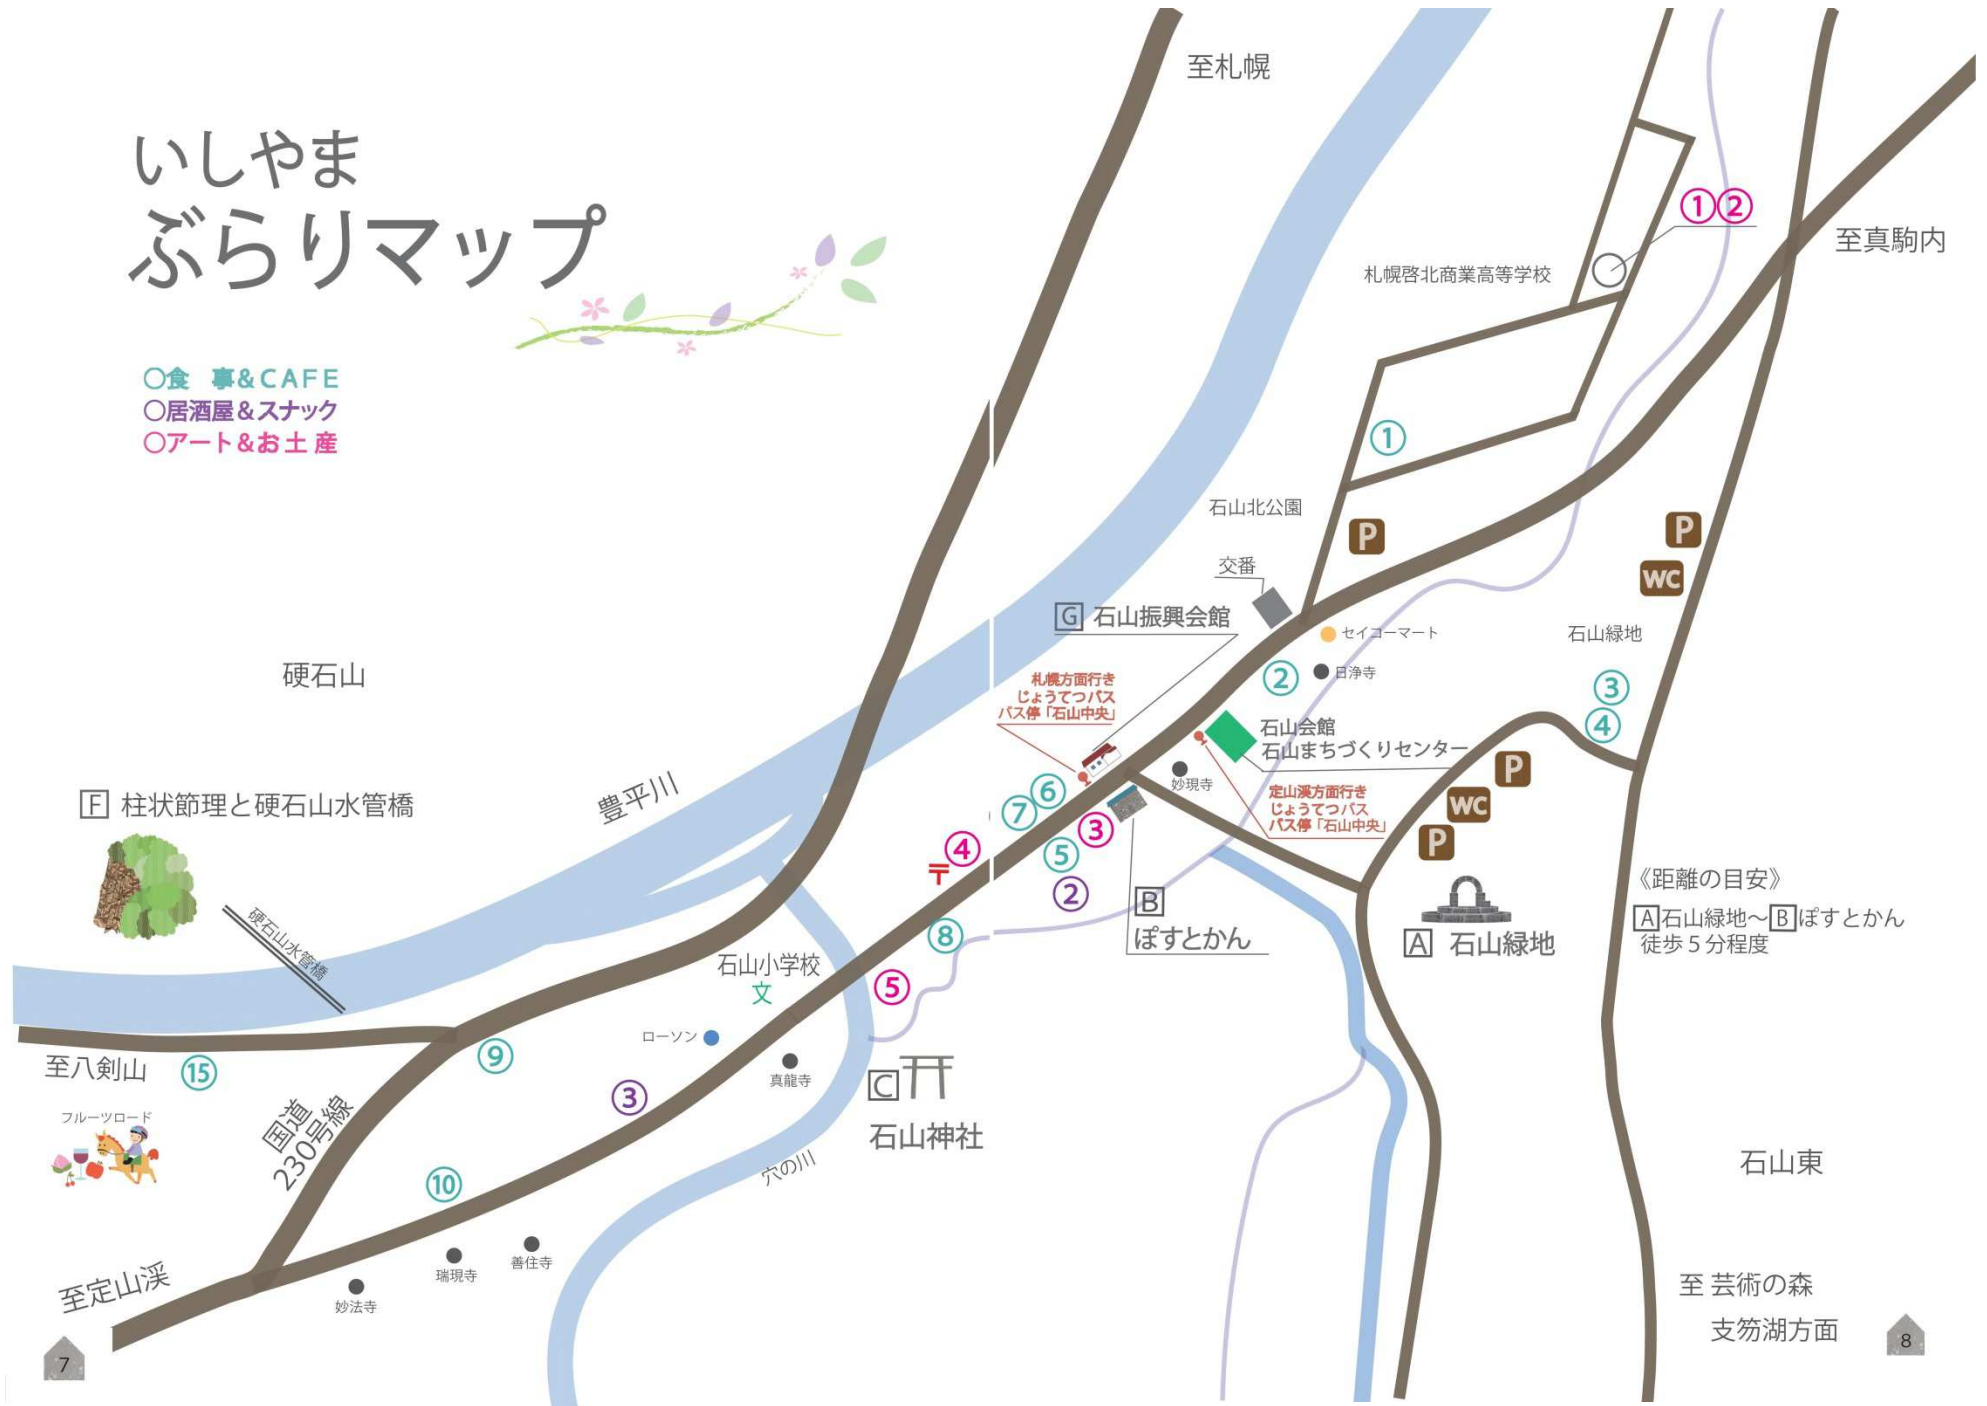 いしやま
ぶらりマップ
○食　事&CAFE
○居酒屋&スナック
○アート&お土産
至札幌
①②
至真駒内
札幌啓北商業高等学校
①
石山北公園
P
P
WC
交番
G 石山振興会館
セイコーマート
石山緑地
②
日浄寺
札幌方面行き
じょうてつバス
バス停「石山中央」
③
④
石山会館
石山まちづくりセンター
硬石山
妙現寺
定山渓方面行き
じょうてつバス
バス停「石山中央」
P
WC
P
F 柱状節理と硬石山水管橋
豊平川
⑥
⑦
③
④
〒
⑤
②
《距離の目安》
A石山緑地～Bぽすとかん
徒歩5分程度
B
ぽすとかん
A 石山緑地
硬石山水管橋
⑧
石山小学校
文
⑤
ローソン
至八剣山
⑮
⑨
真龍寺
C
石山神社
③
フルーツロード
国道
230号線
穴の川
石山東
⑩
善住寺
瑞現寺
妙法寺
至定山渓
至 芸術の森
支笏湖方面
7
8